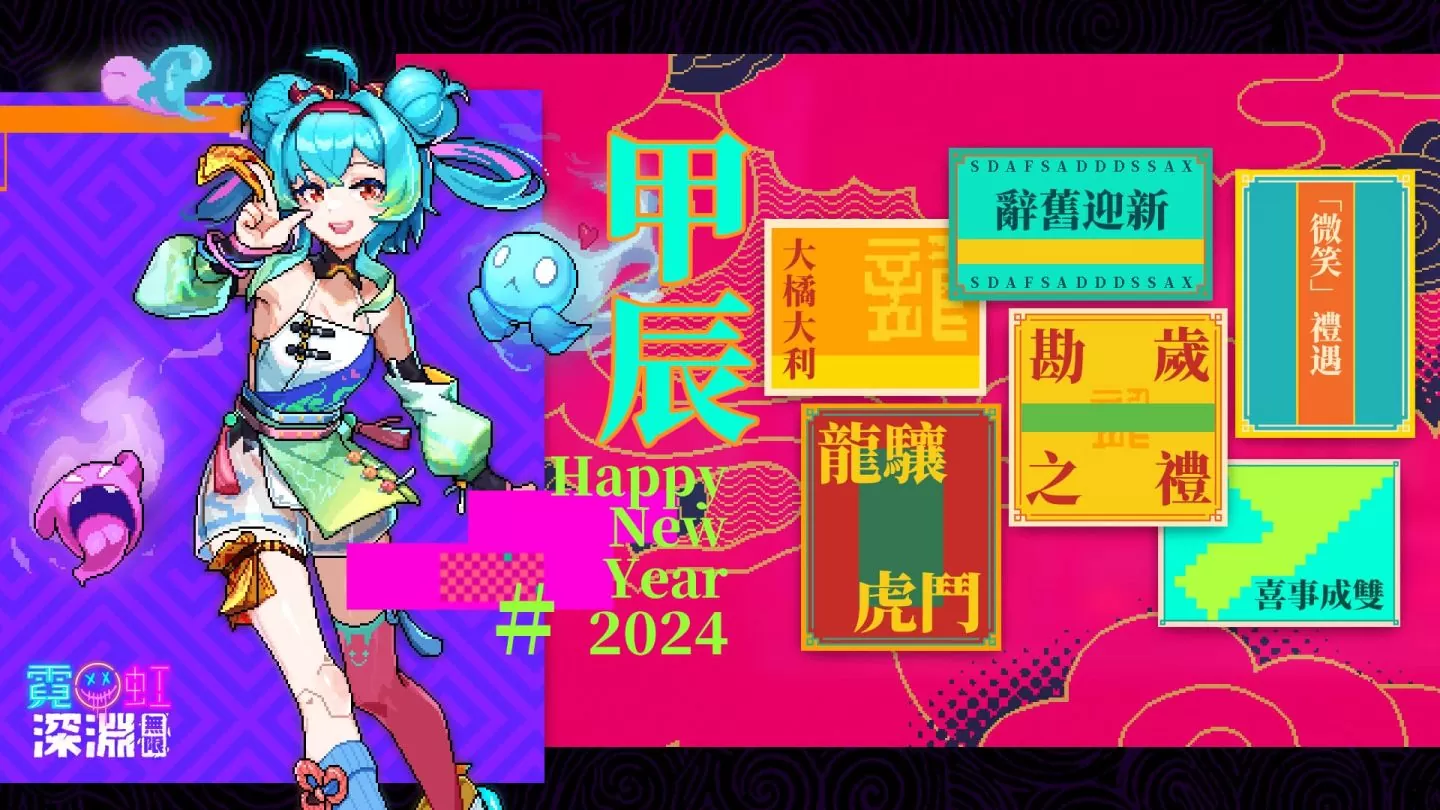 甲辰
Happy
New
Year
# 2024
大橘大利
龍
SDAFSADDDSSAX
辭舊迎新
SDAFSADDDSSAX
「微笑」禮遇
勘歲
之禮
龍驤
虎鬥
喜事成雙
霓虹
深淵無限